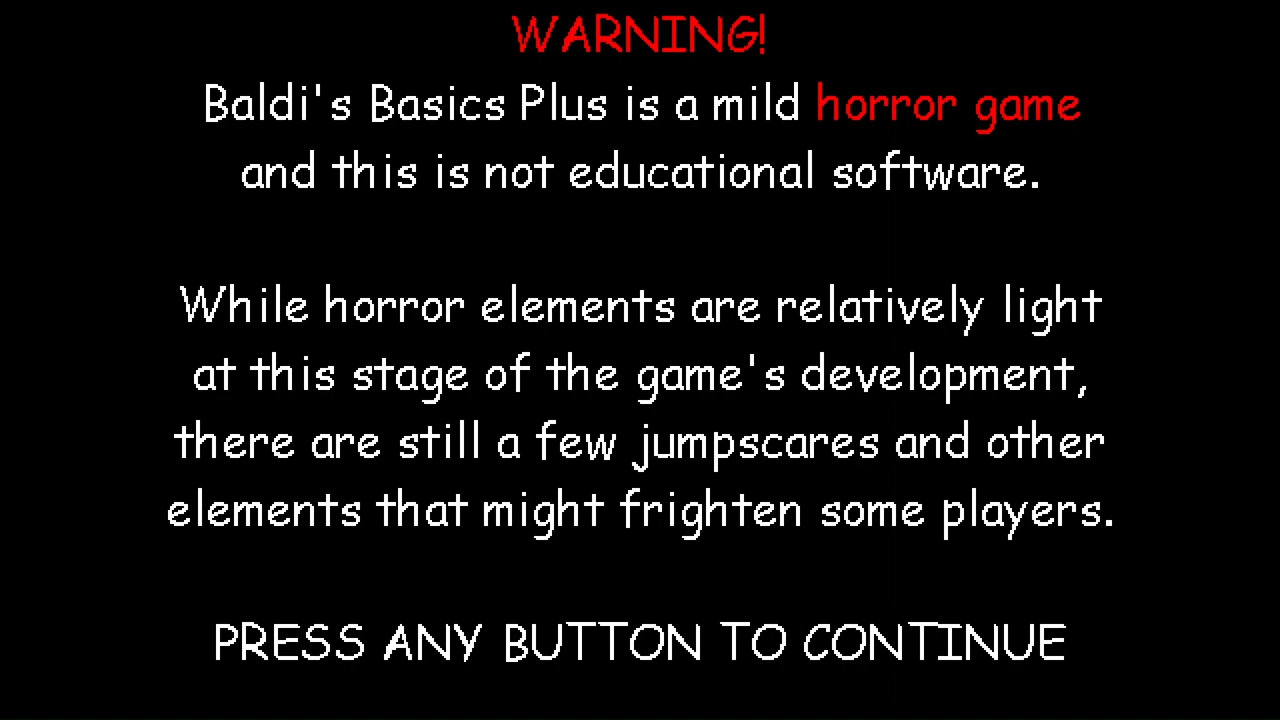 WARNING!
Baldi's Basics Plus is a mild horror game
and this is not educational software.
While horror elements are relatively light
at this stage of the game's development,
there are still a few jumpscares and other
elements that might frighten some players.
PRESS ANY BUTTON TO CONTINUE